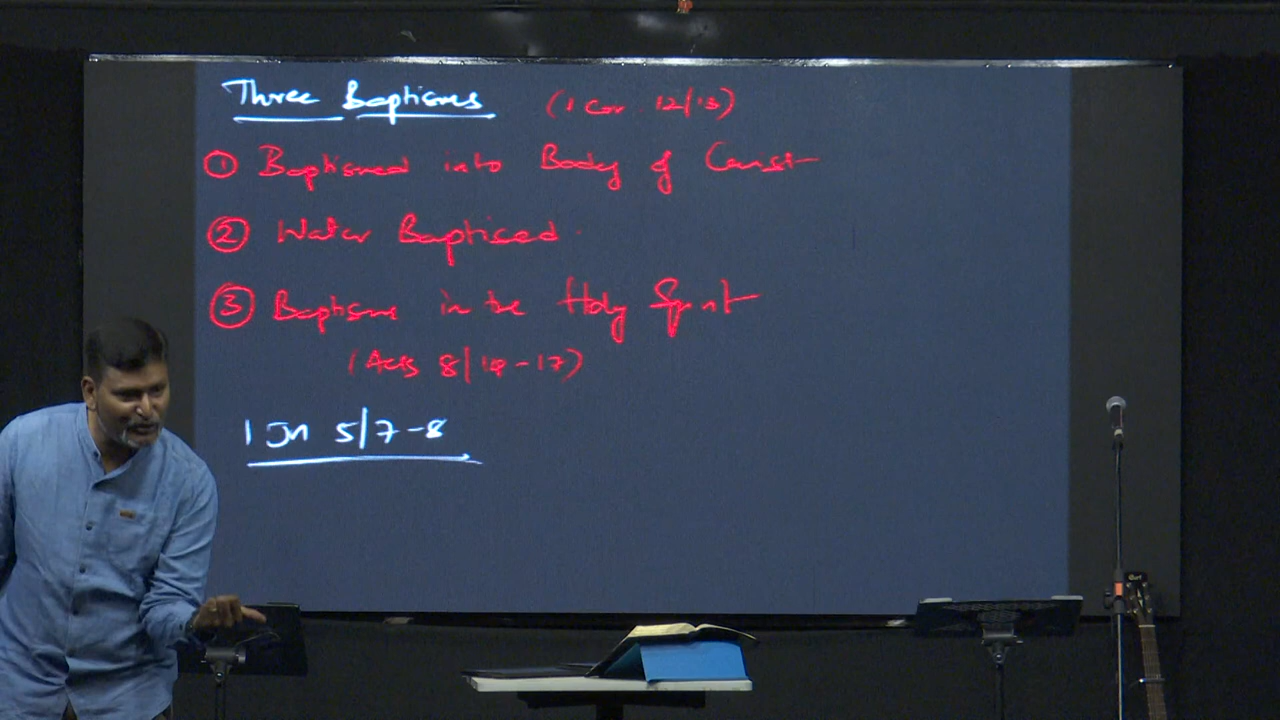 Three Baptisms (1 Cor. 12/13)
① Baptised into Body of Christ
② Water Baptised.
③ Baptism in the Holy Spirit
(Acts 8/14-17)
1 Jn 5/7-8